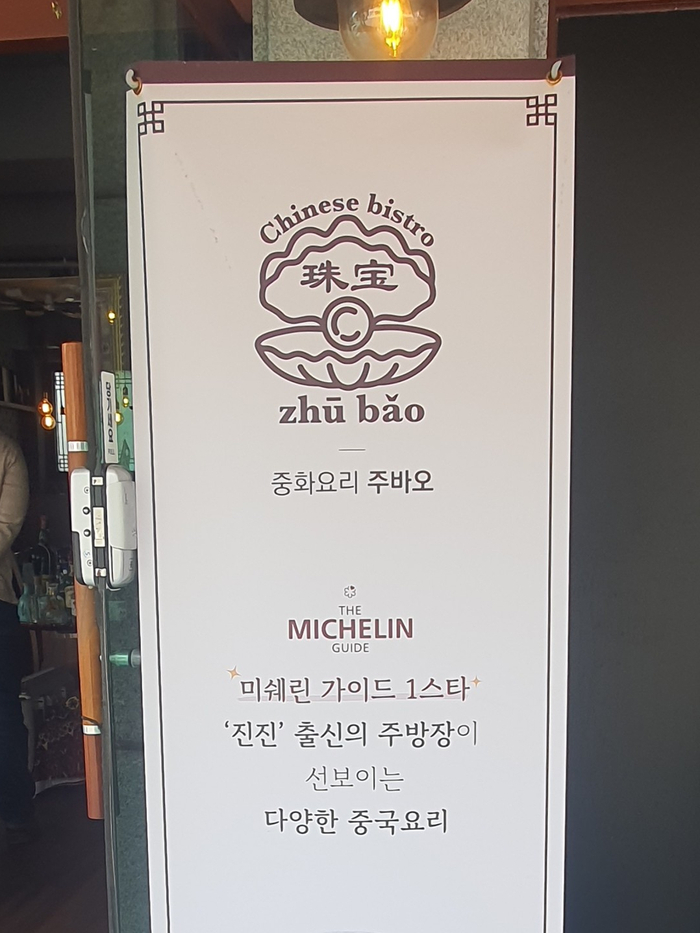 Chinese bistro
珠宝
zhū bǎo
중화요리 주바오
THE
MICHELIN
GUIDE
미쉐린 가이드 1스타
‘진진’ 출신의 주방장이
선보이는
다양한 중국요리